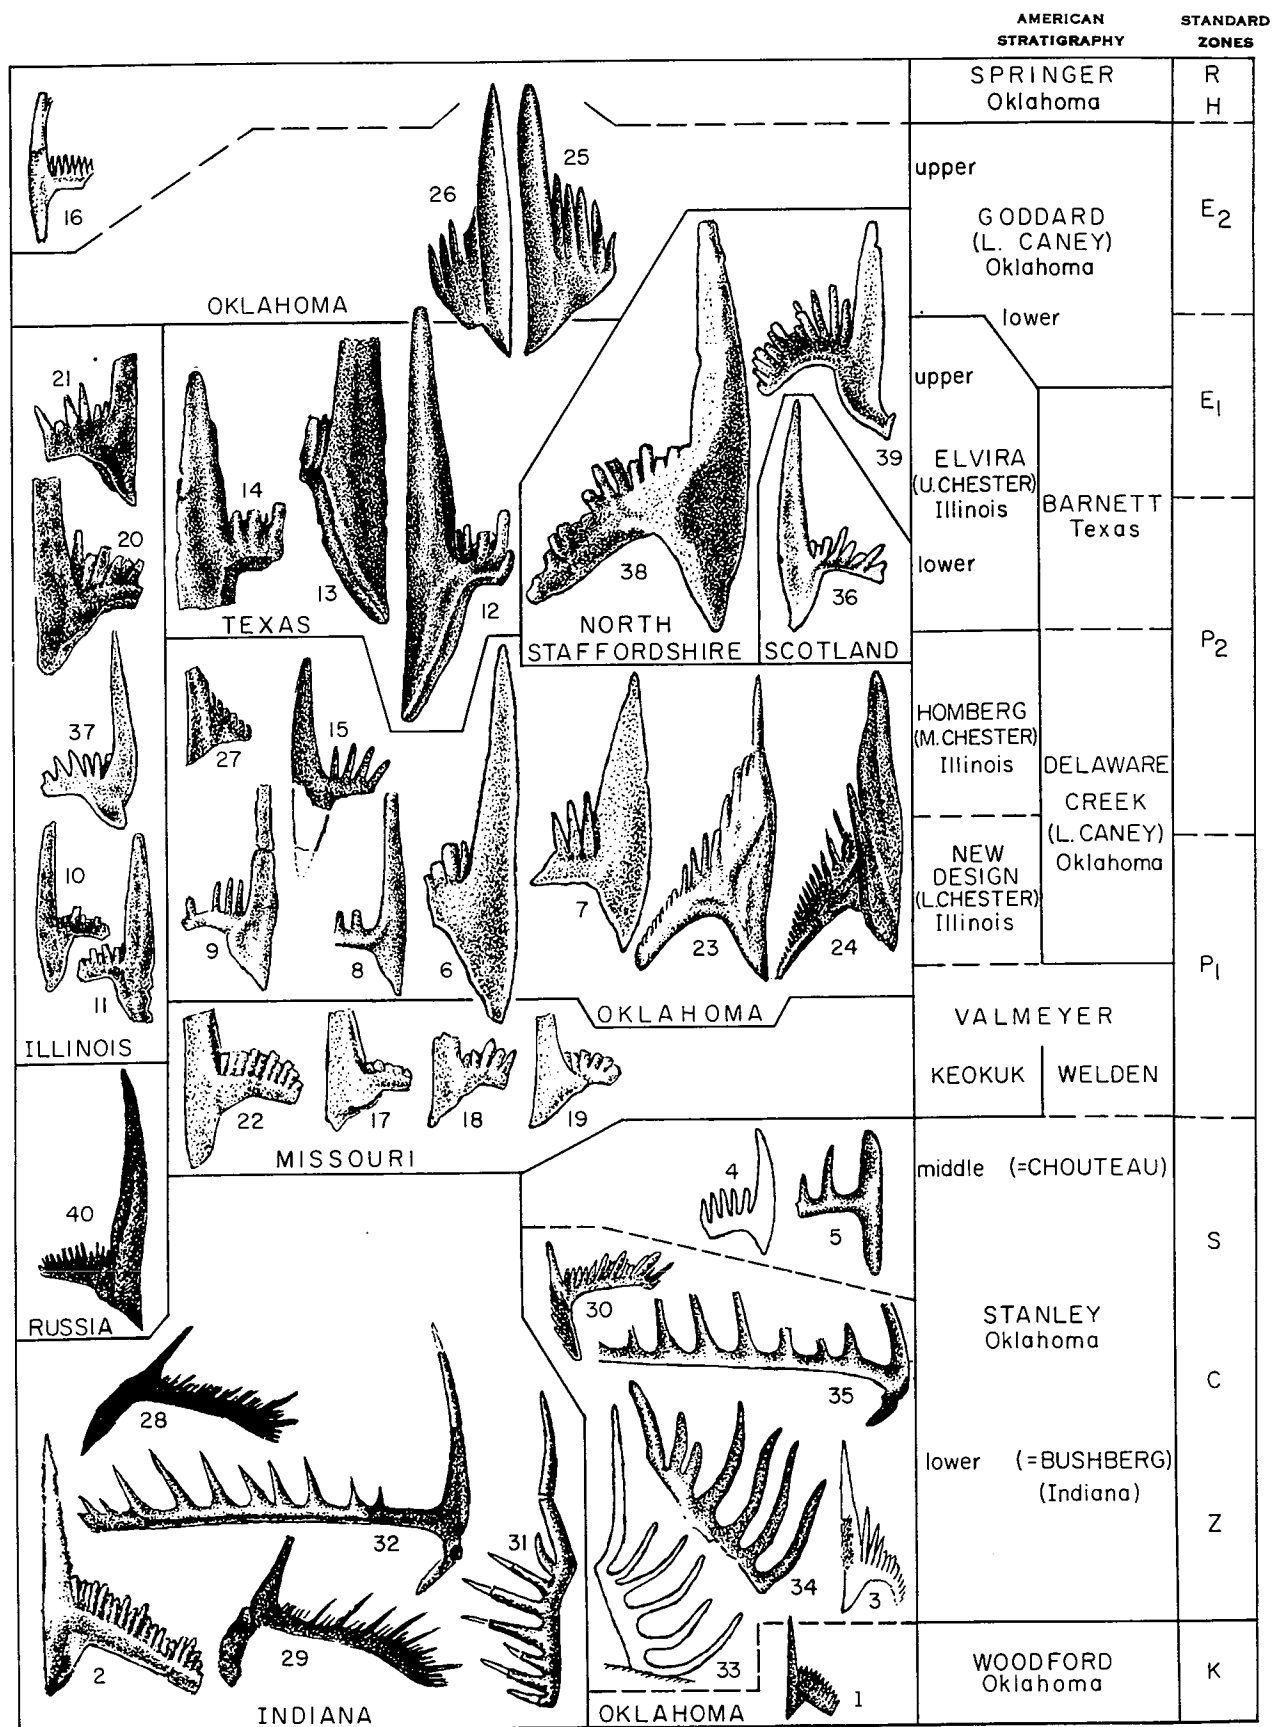 AMERICAN
STRATIGRAPHY
STANDARD
ZONES
SPRINGER
Oklahoma
R
H
16
26
25
upper
GODDARD
(L. CANEY)
Oklahoma
E2
OKLAHOMA
lower
21
14
20
13
12
TEXAS
38
39
36
NORTH
STAFFORDSHIRE
SCOTLAND
upper
ELVIRA
(U.CHESTER)
Illinois
lower
BARNETT
Texas
E1
P2
37
27
15
10
11
9
8
6
7
23
24
ILLINOIS
OKLAHOMA
HOMBERG
(M.CHESTER)
Illinois
DELAWARE
CREEK
(L.CANEY)
Oklahoma
NEW
DESIGN
(L.CHESTER)
Illinois
P1
VALMEYER
KEOKUK
WELDEN
22
17
18
19
MISSOURI
40
RUSSIA
4
5
middle (=CHOUTEAU)
S
30
35
STANLEY
Oklahoma
C
28
32
31
34
3
lower (=BUSHBERG)
(Indiana)
Z
2
29
33
1
INDIANA
OKLAHOMA
WOODFORD
Oklahoma
K